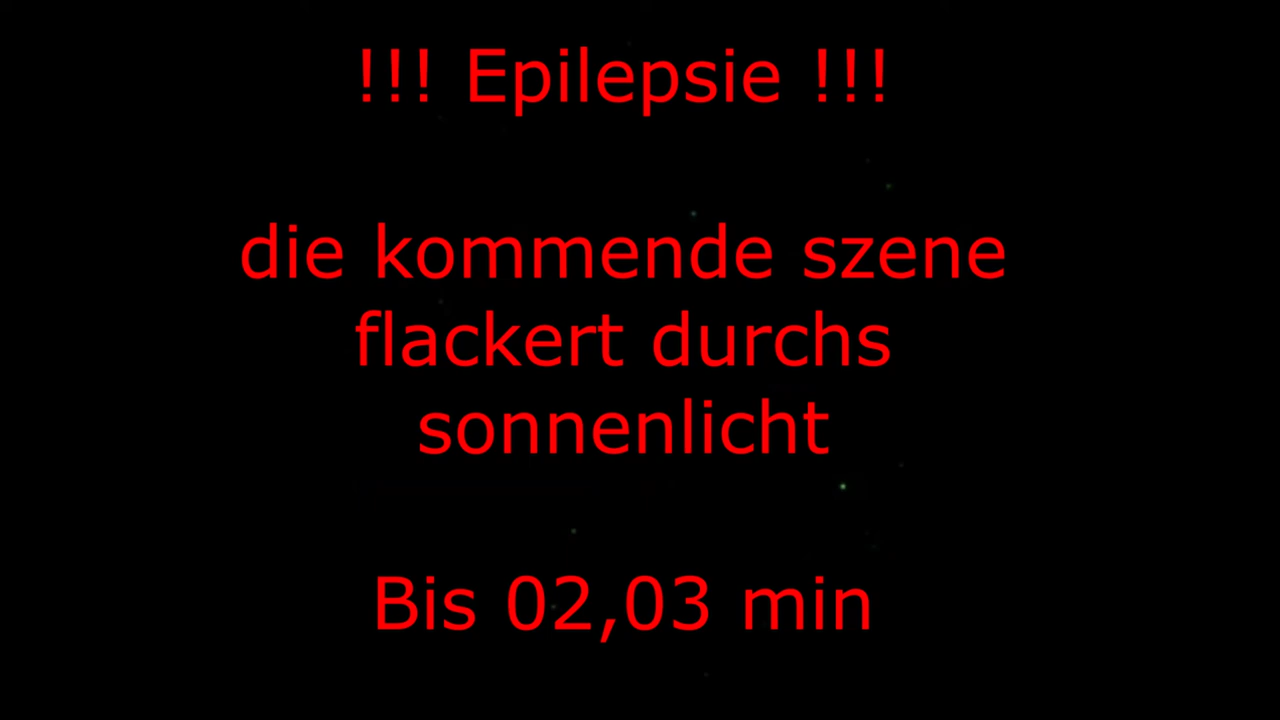 !!! Epilepsie !!!
die kommende szene
flackert durchs
sonnenlicht
Bis 02,03 min